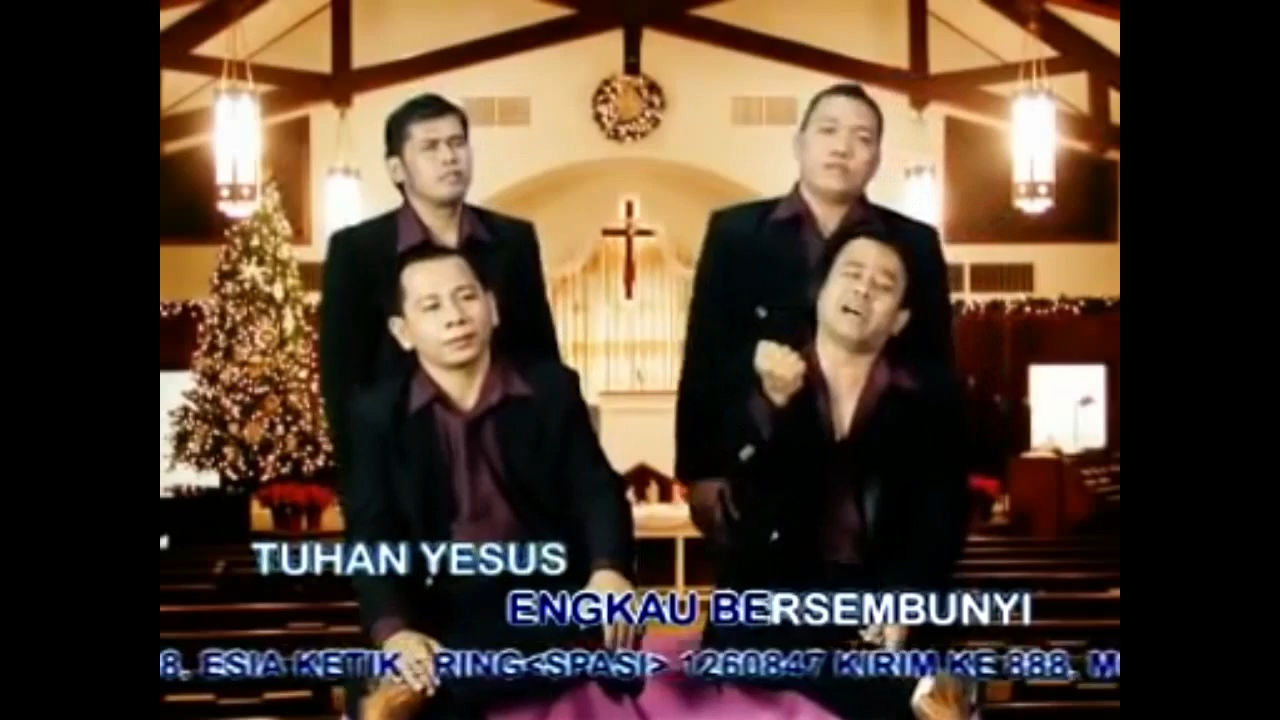 TUHAN YESUS
ENGKAU BERSEMBUNYI
8. ESIA KETIK : RING<SPASI> 1260847 KIRIM KE 888. M